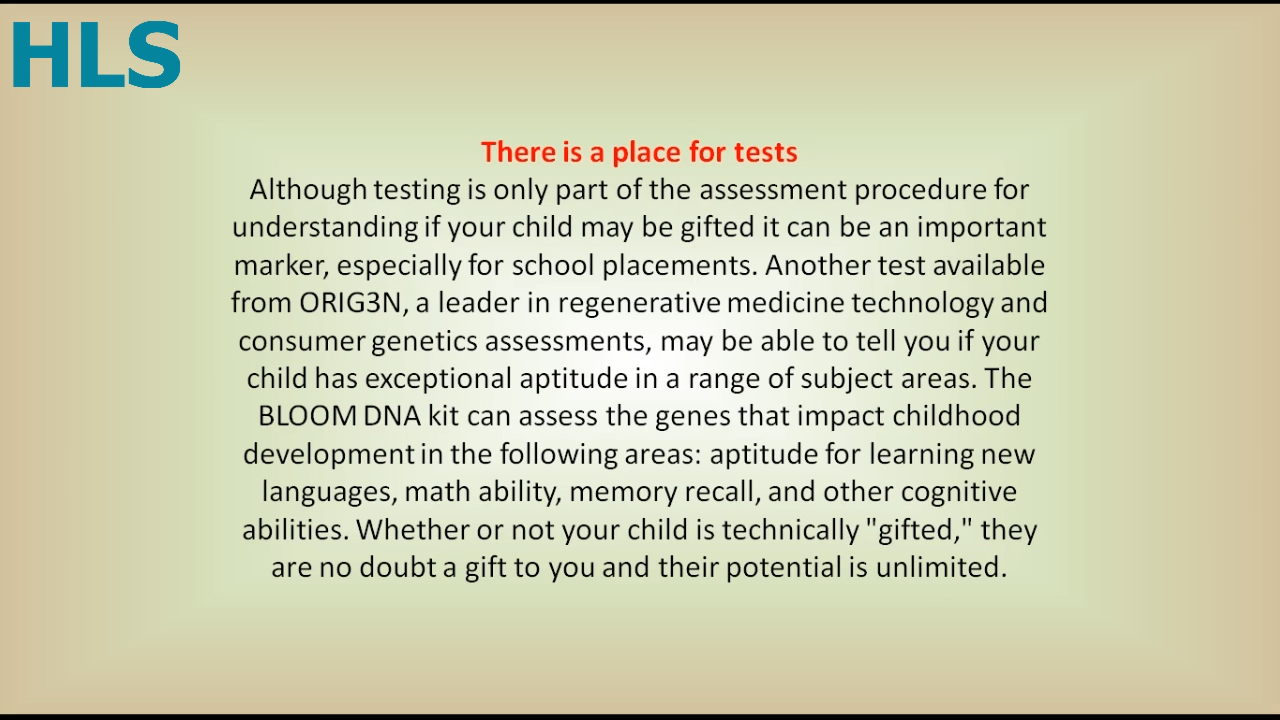 HLS
There is a place for tests
Although testing is only part of the assessment procedure for
understanding if your child may be gifted it can be an important
marker, especially for school placements. Another test available
from ORIG3N, a leader in regenerative medicine technology and
consumer genetics assessments, may be able to tell you if your
child has exceptional aptitude in a range of subject areas. The
BLOOM DNA kit can assess the genes that impact childhood
development in the following areas: aptitude for learning new
languages, math ability, memory recall, and other cognitive
abilities. Whether or not your child is technically "gifted," they
are no doubt a gift to you and their potential is unlimited.